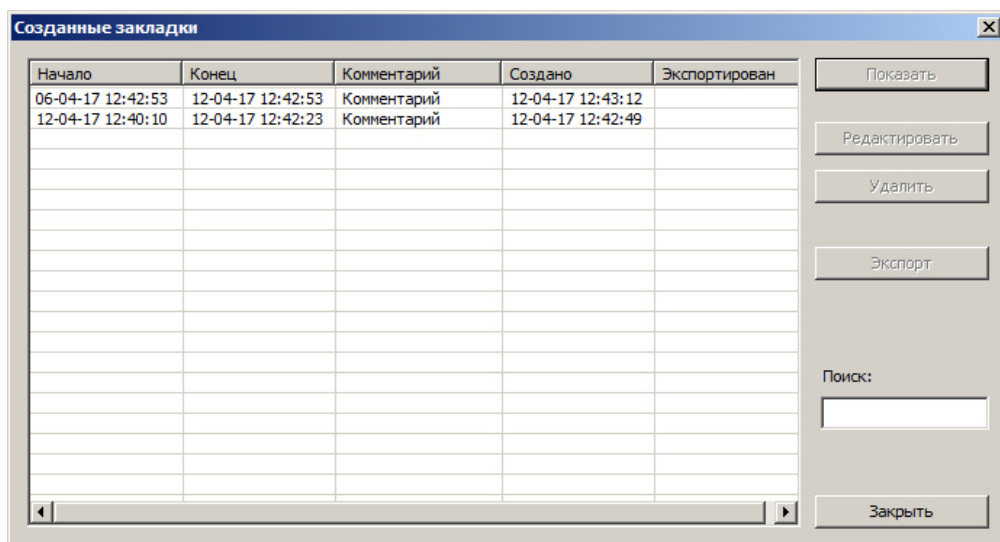 Созданные закладки
Начало Конец Комментарий Создано Экспортирован
06-04-17 12:42:53 12-04-17 12:42:53 Комментарий 12-04-17 12:43:12
12-04-17 12:40:10 12-04-17 12:42:23 Комментарий 12-04-17 12:42:49
Показать
Редактировать
Удалить
Экспорт
Поиск:
Закрыть